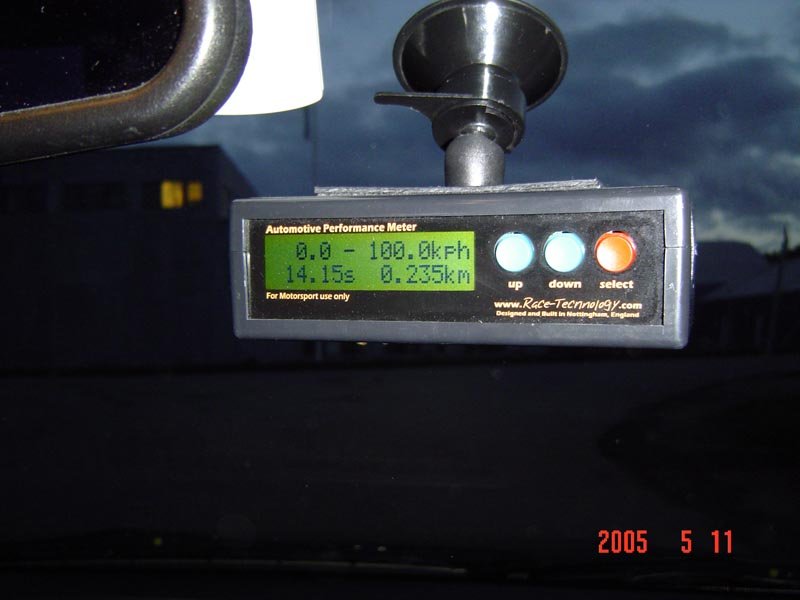 Automotive Performance Meter
0.0 - 100.0kph
14.15s 0.235km
For Motorsport use only
up down select
www.Race-Technology.com
Designed and Built in Nottingham, England
2005 5 11